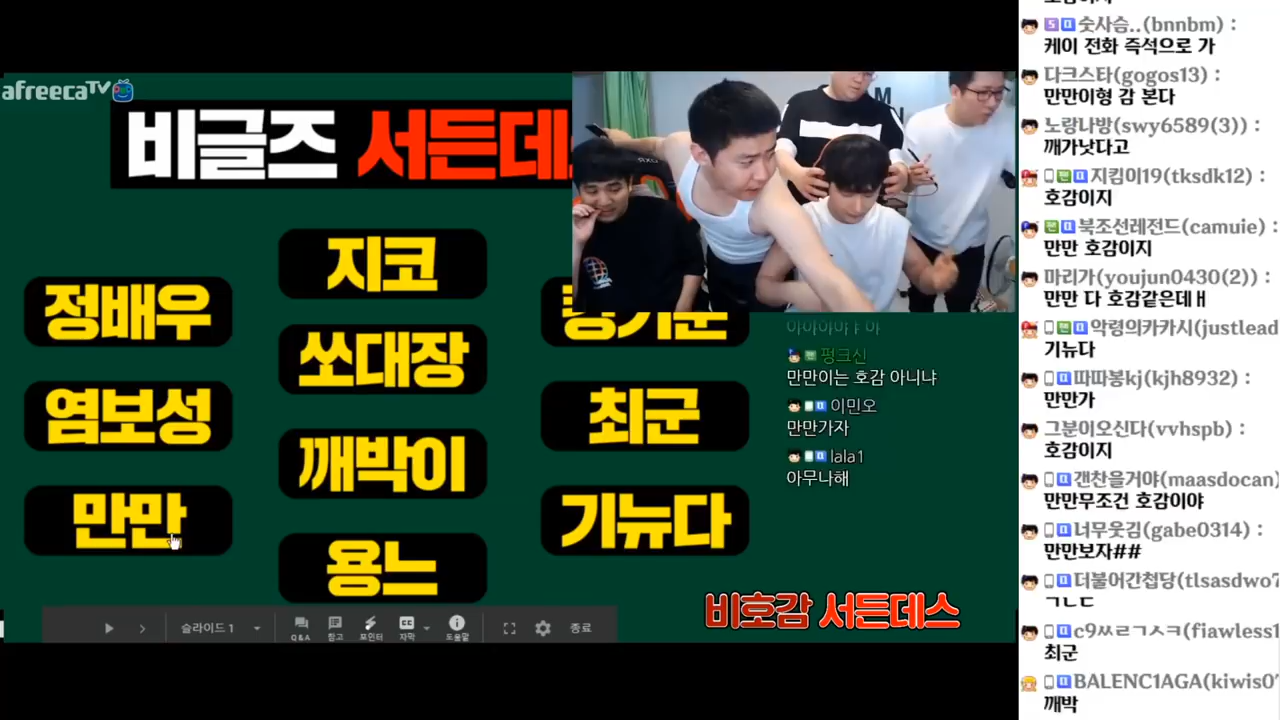 afreecaTV
비글즈 서든데
지코
정배우
쏘대장
염보성
최군
깨박이
만만
기뉴다
용느
비호감 서든데스
슬라이드 1
Q&A
참고
포인터
자막
도움말
종료
아아아아ㅑ 아
펑크신
만만이는 호감 아니냐
이민오
만만가자
lala1
아무나해
숫사슴..(bnnbm) :
케이 전화 즉석으로 가
다크스타(gogos13) :
만만이형 감 본다
노랑나방(swy6589(3)) :
깨가낫다고
지킴이19(tksdk12) :
호감이지
북조선레전드(camuie) :
만만 호감이지
마리가(youjun0430(2)) :
만만 다 호감같은데ㅐ
악령의카카시(justlead
기뉴다
따따봉kj(kjh8932) :
만만가
그분이오신다(vvhspb) :
호감이지
갠찬을거야(maasdocan)
만만무조건 호감이야
너무웃김(gabe0314) :
만만보자##
더불어간첩당(tlsasdwo7
ㄱㄴㄷ
c9ㅆㄹㄱㅅㅋ(fiawless1
최군
BALENC1AGA(kiwis07
깨박